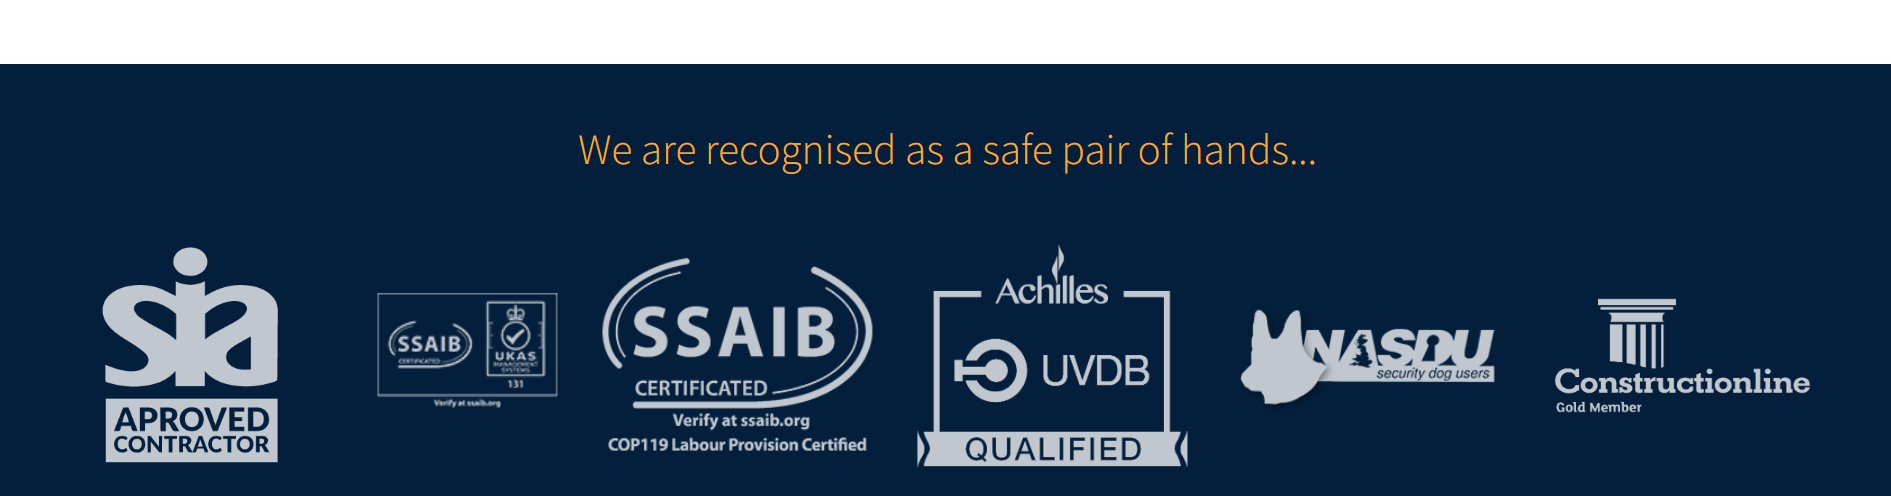 We are recognised as a safe pair of hands...
sia
APROVED
CONTRACTOR
SSAIB
CERTIFICATED
UKAS
MANAGEMENT
SYSTEMS
131
Verify at ssaib.org
SSAIB
CERTIFICATED
Verify at ssaib.org
COP119 Labour Provision Certified
Achilles
UVDB
QUALIFIED
NASDU
security dog users
Constructionline
Gold Member